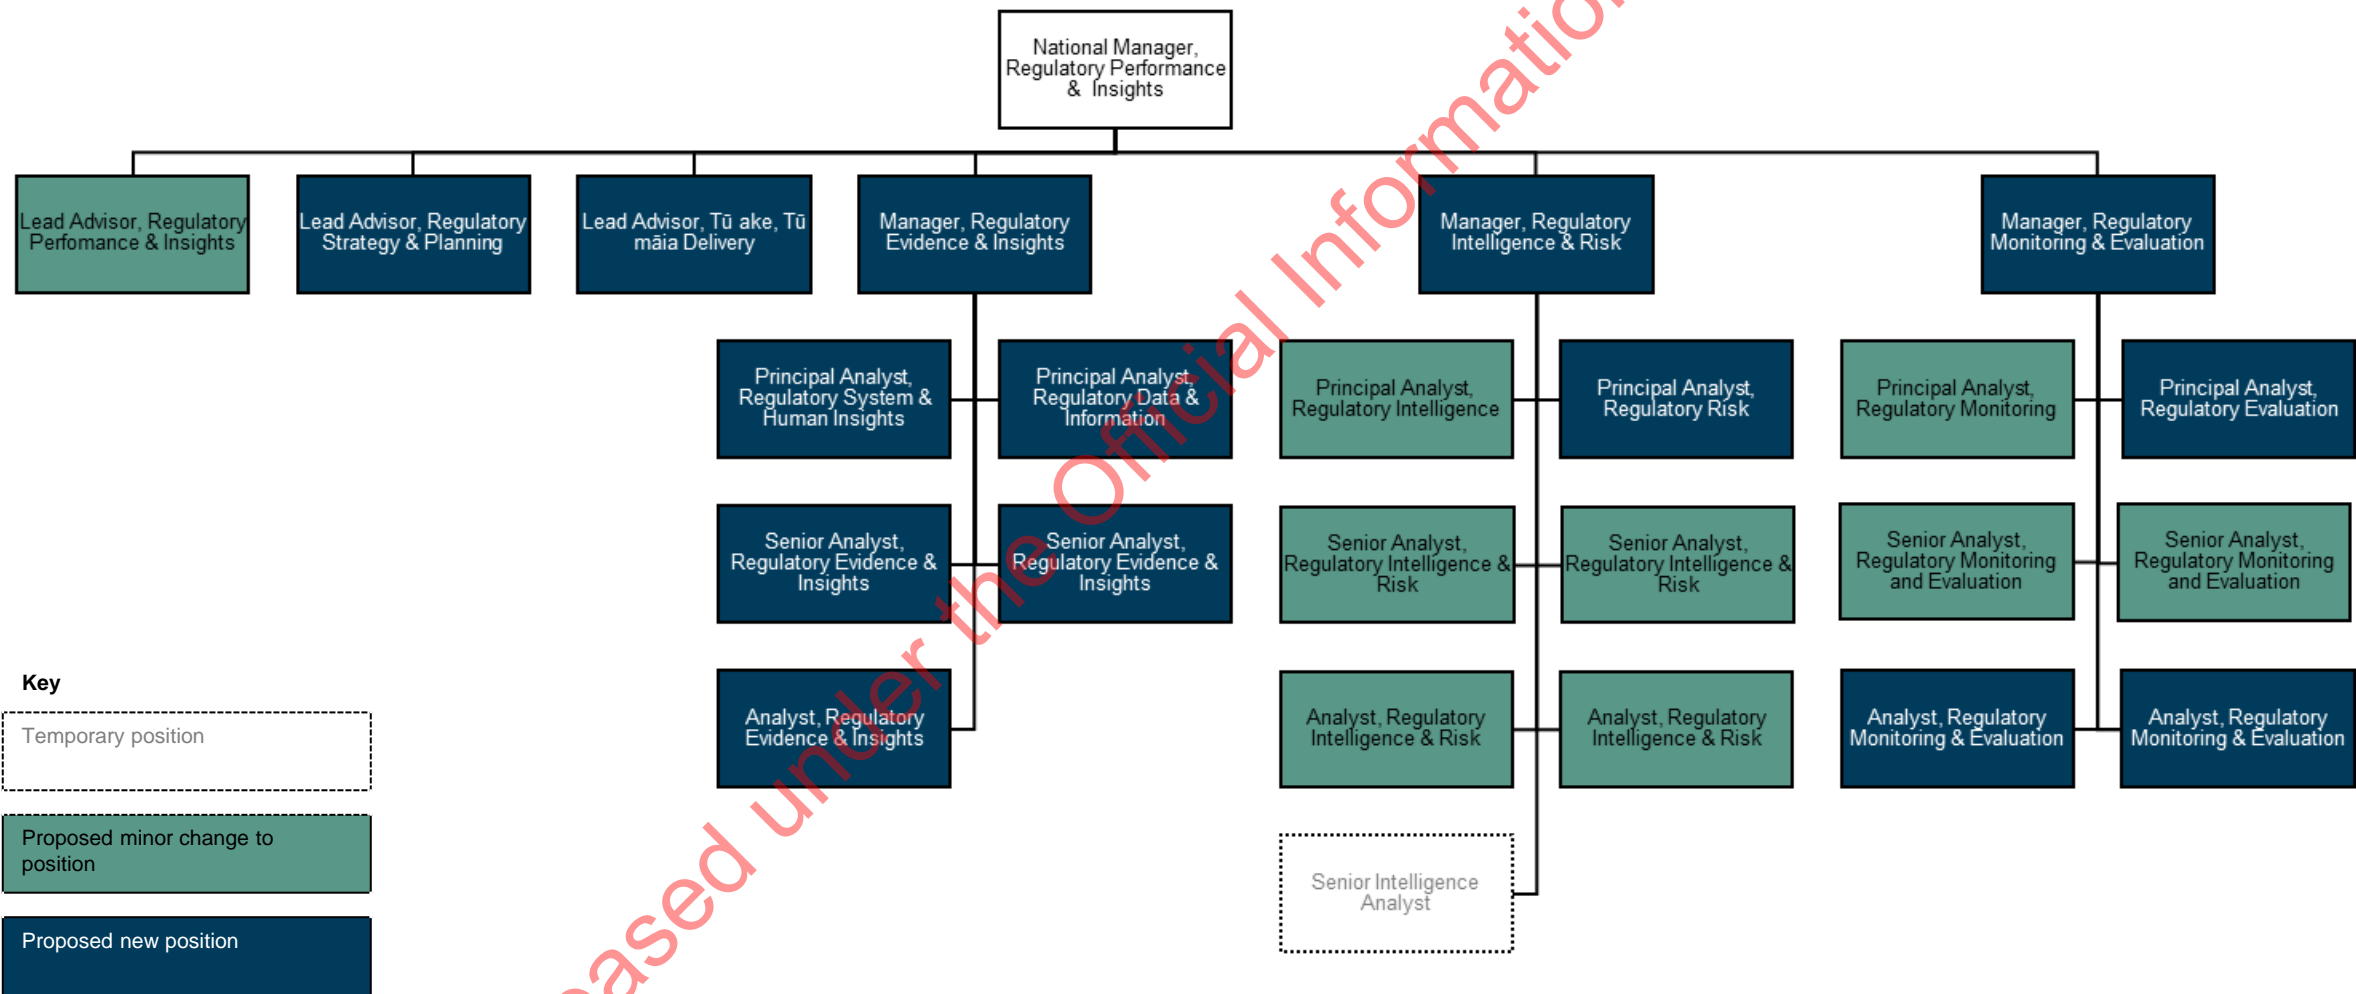 National Manager,
Regulatory Performance
& Insights
Lead Advisor, Regulatory
Perfomance & Insights
Lead Advisor, Regulatory
Strategy & Planning
Lead Advisor, Tū ake, Tū
māia Delivery
Manager, Regulatory
Evidence & Insights
Manager, Regulatory
Intelligence & Risk
Manager, Regulatory
Monitoring & Evaluation
Principal Analyst,
Regulatory System &
Human Insights
Principal Analyst,
Regulatory Data &
Information
Principal Analyst,
Regulatory Intelligence
Principal Analyst,
Regulatory Risk
Principal Analyst,
Regulatory Monitoring
Principal Analyst,
Regulatory Evaluation
Senior Analyst,
Regulatory Evidence &
Insights
Senior Analyst,
Regulatory Evidence &
Insights
Senior Analyst,
Regulatory Intelligence &
Risk
Senior Analyst,
Regulatory Intelligence &
Risk
Senior Analyst,
Regulatory Monitoring
and Evaluation
Senior Analyst,
Regulatory Monitoring
and Evaluation
Analyst, Regulatory
Evidence & Insights
Analyst, Regulatory
Intelligence & Risk
Analyst, Regulatory
Intelligence & Risk
Analyst, Regulatory
Monitoring & Evaluation
Analyst, Regulatory
Monitoring & Evaluation
Senior Intelligence
Analyst
Key
Temporary position
Proposed minor change to
position
Proposed new position
eased under the Official Information